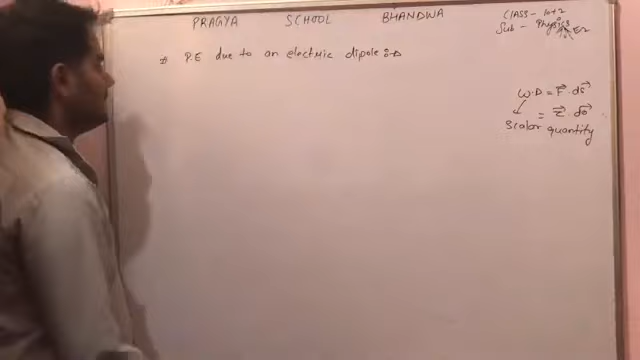 PRAGYA SCHOOL BHANDWA
CLASS - 10+2
Sub - Physics
P.E due to an electric dipole :-
W.D = F⃗ . ds⃗
= τ⃗ . dθ⃗
Scalar quantity